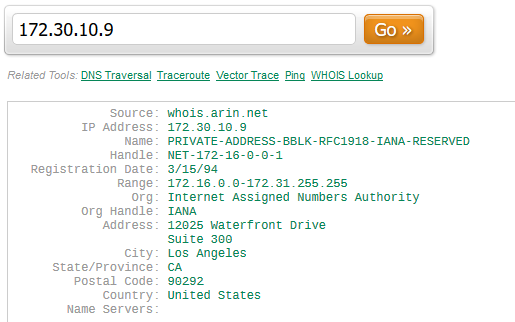 172.30.10.9
Go »
Related Tools: DNS Traversal Traceroute Vector Trace Ping WHOIS Lookup
Source: whois.arin.net
IP Address: 172.30.10.9
Name: PRIVATE-ADDRESS-BBLK-RFC1918-IANA-RESERVED
Handle: NET-172-16-0-0-1
Registration Date: 3/15/94
Range: 172.16.0.0-172.31.255.255
Org: Internet Assigned Numbers Authority
Org Handle: IANA
Address: 12025 Waterfront Drive
Suite 300
City: Los Angeles
State/Province: CA
Postal Code: 90292
Country: United States
Name Servers: